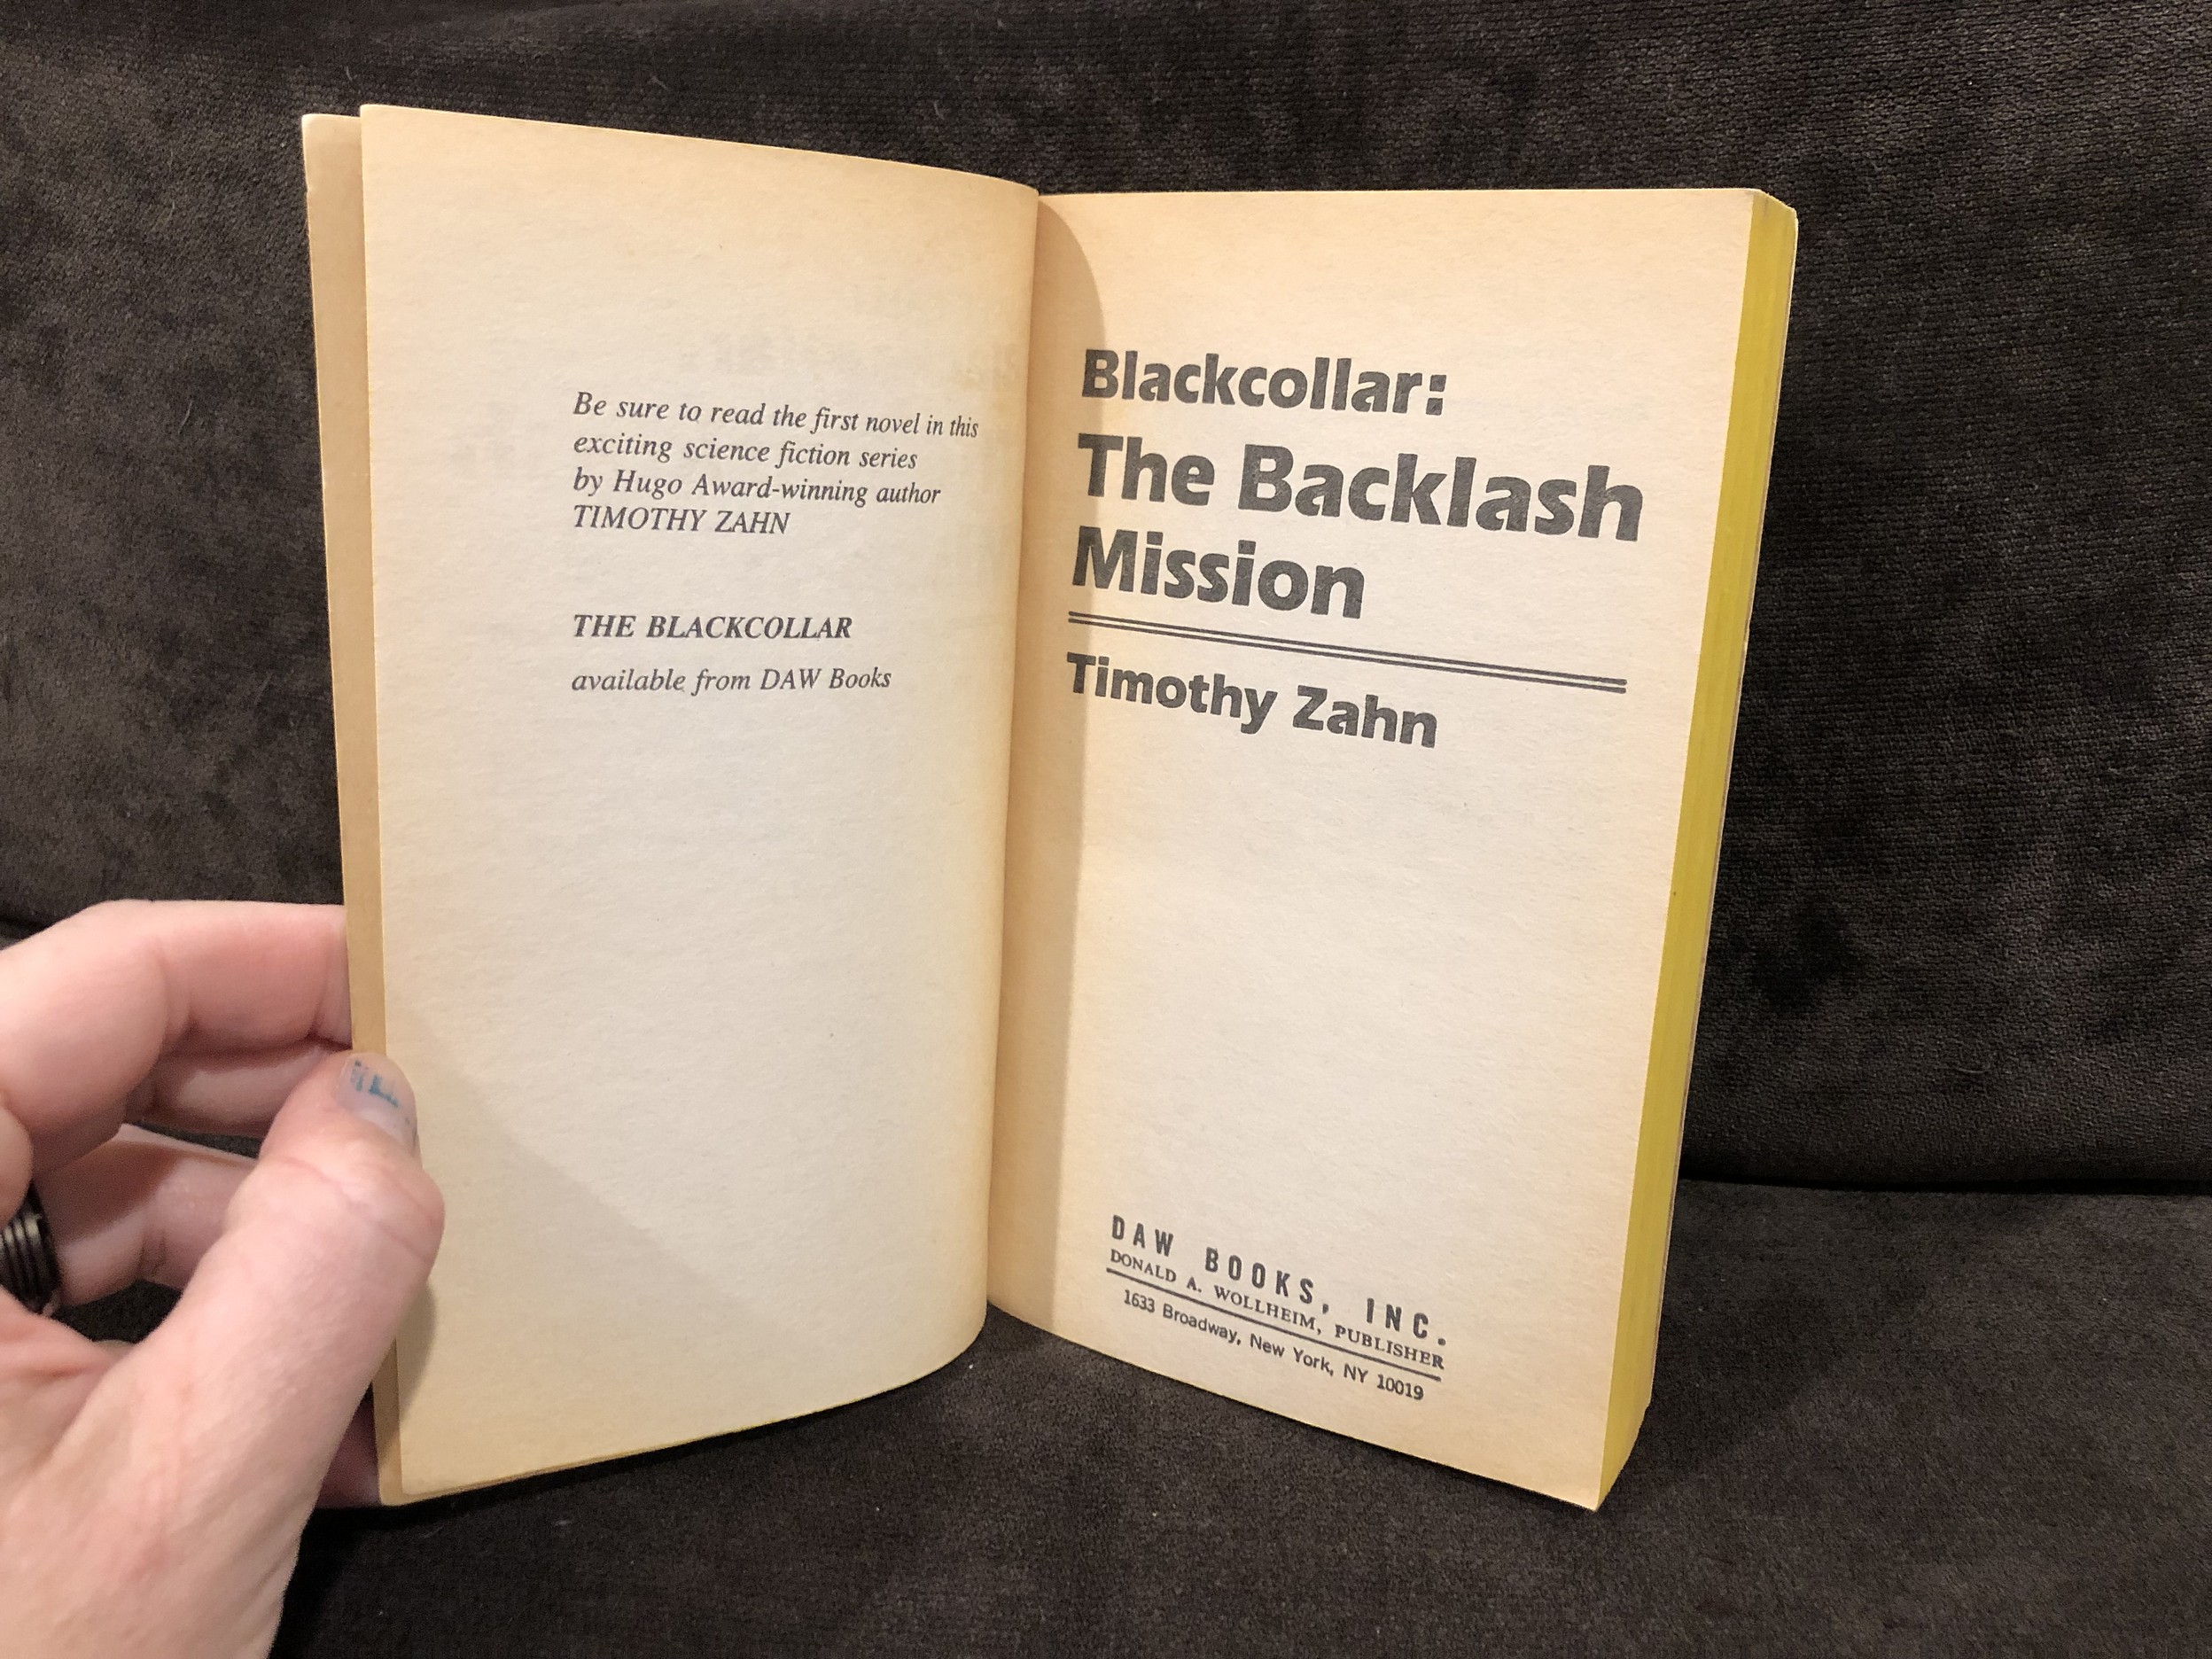 Be sure to read the first novel in this
exciting science fiction series
by Hugo Award-winning author
TIMOTHY ZAHN
THE BLACKCOLLAR
available from DAW Books
Blackcollar:
The Backlash
Mission
Timothy Zahn
DAW BOOKS, INC.
DONALD A. WOLLHEIM, PUBLISHER
1633 Broadway, New York, NY 10019